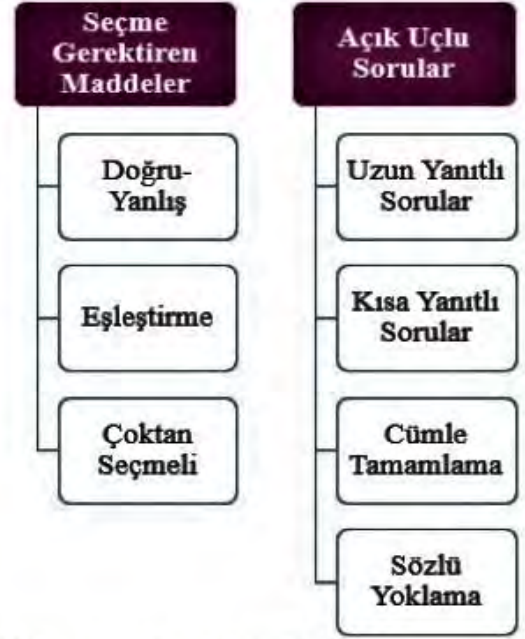 Seçme
Gerektiren
Maddeler
Doğru-
Yanlış
Eşleştirme
Çoktan
Seçmeli
Açık Uçlu
Sorular
Uzun Yanıtlı
Sorular
Kısa Yanıtlı
Sorular
Cümle
Tamamlama
Sözlü
Yoklama